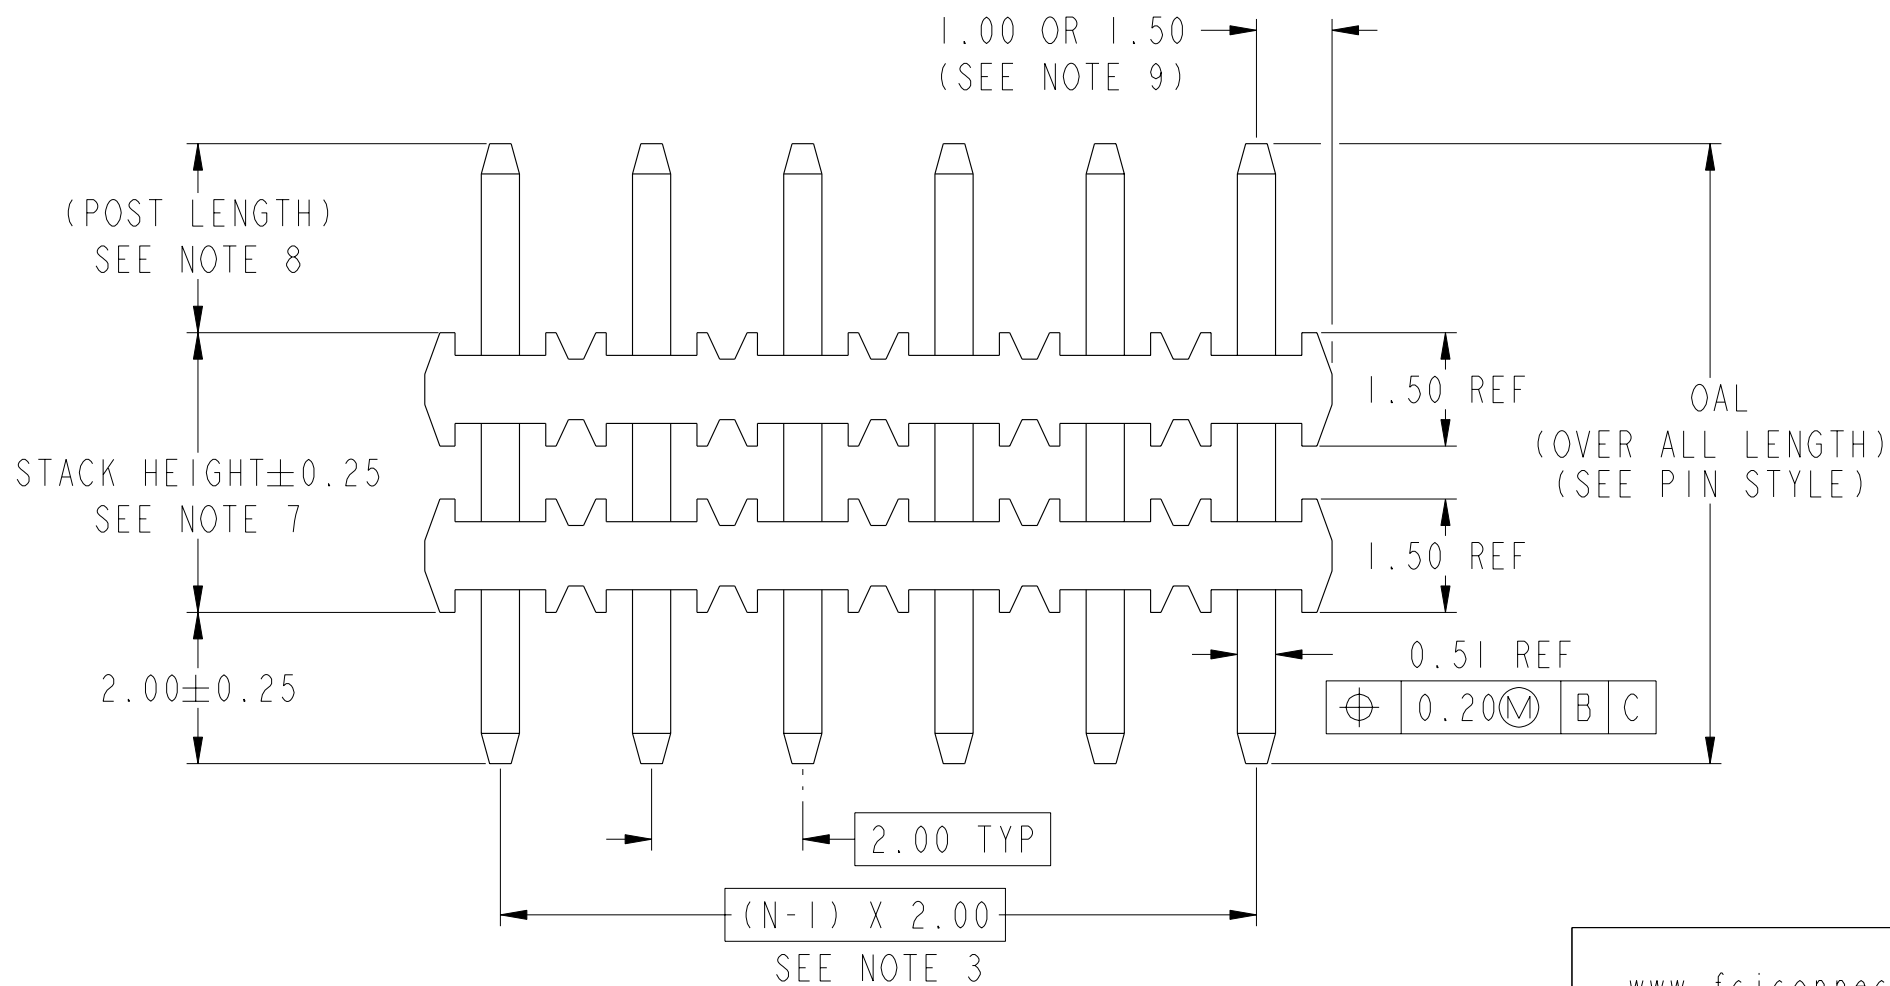 1.00 OR 1.50
(SEE NOTE 9)
(POST LENGTH)
SEE NOTE 8
1.50 REF
OAL
(OVER ALL LENGTH)
(SEE PIN STYLE)
STACK HEIGHT±0.25
SEE NOTE 7
1.50 REF
0.51 REF
2.00±0.25
0.20Ⓜ B C
2.00 TYP
(N-1) X 2.00
SEE NOTE 3